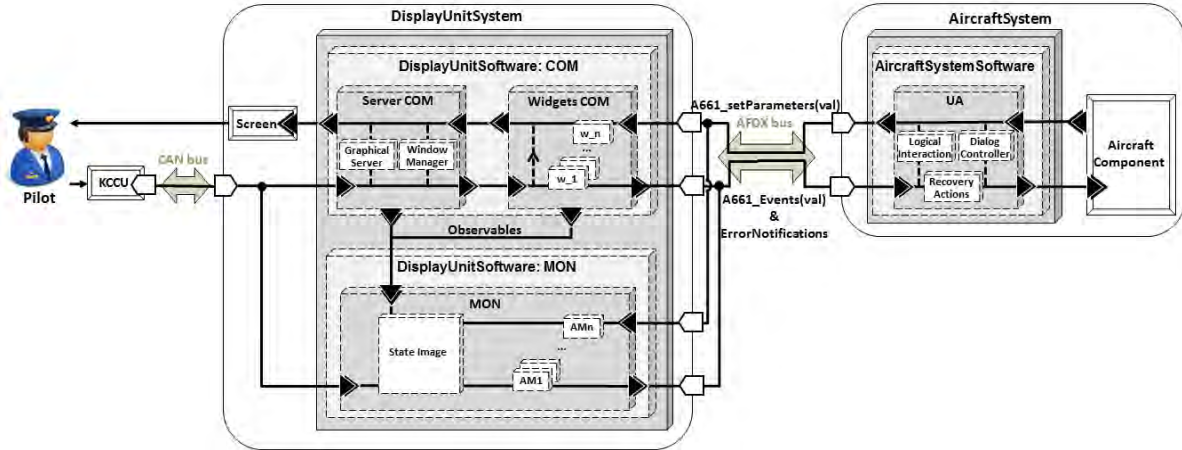 DisplayUnitSystem
AircraftSystem
DisplayUnitSoftware: COM
AircraftSystemSoftware
Server COM
Widgets COM
A661_setParameters(val)
UA
AFDX bus
Screen
w_n
...
Graphical
Server
Window
Manager
Logical
Interaction
Dialog
Controller
Aircraft
Component
CAN bus
KCCU
w_1
Recovery
Actions
Pilot
A661_Events(val)
&
ErrorNotifications
Observables
DisplayUnitSoftware: MON
MON
AMn
...
State Image
AM1